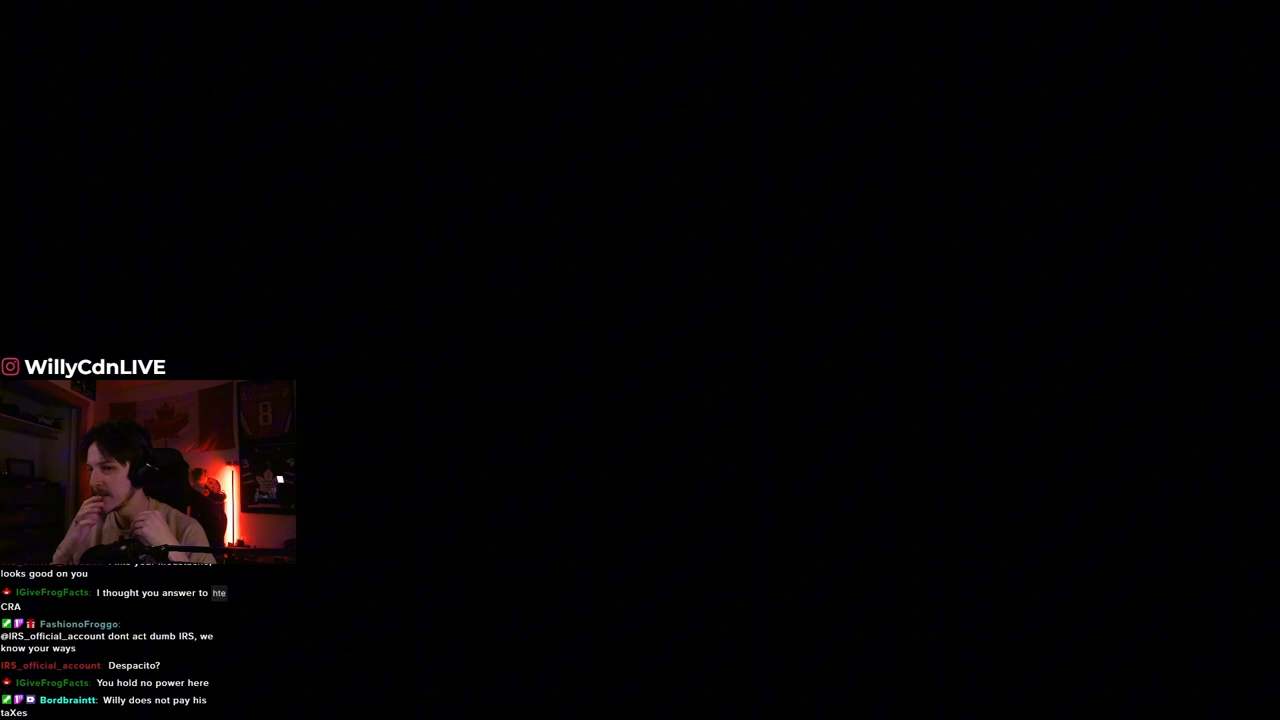 WillyCdnLIVE
8
looks good on you
IGiveFrogFacts: I thought you answer to hte
CRA
FashionoFroggo:
@IRS_official_account dont act dumb IRS, we
know your ways
IRS_official_account: Despacito?
IGiveFrogFacts: You hold no power here
Bordbraintt: Willy does not pay his
taXes